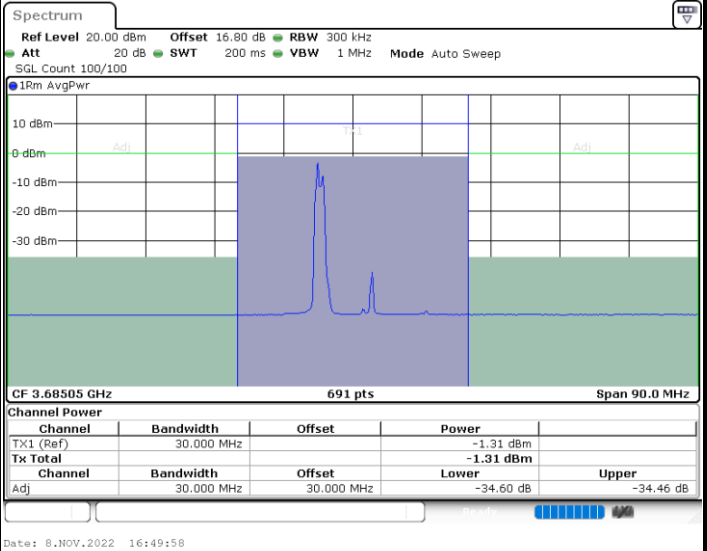 Spectrum
Ref Level 20.00 dBm Offset 16.80 dB RBW 300 kHz
Att 20 dB SWT 200 ms VBW 1 MHz Mode Auto Sweep
SGL Count 100/100
1Rm AvgPwr
10 dBm
TX1
Adj
Adj
0 dBm
-10 dBm
-20 dBm
-30 dBm
CF 3.68505 GHz 691 pts Span 90.0 MHz
Channel Power
Channel Bandwidth Offset Power
TX1 (Ref) 30.000 MHz -1.31 dBm
Tx Total -1.31 dBm
Channel Bandwidth Offset Lower Upper
Adj 30.000 MHz 30.000 MHz -34.60 dB -34.46 dB
Ready
Date: 8.NOV.2022 16:49:58